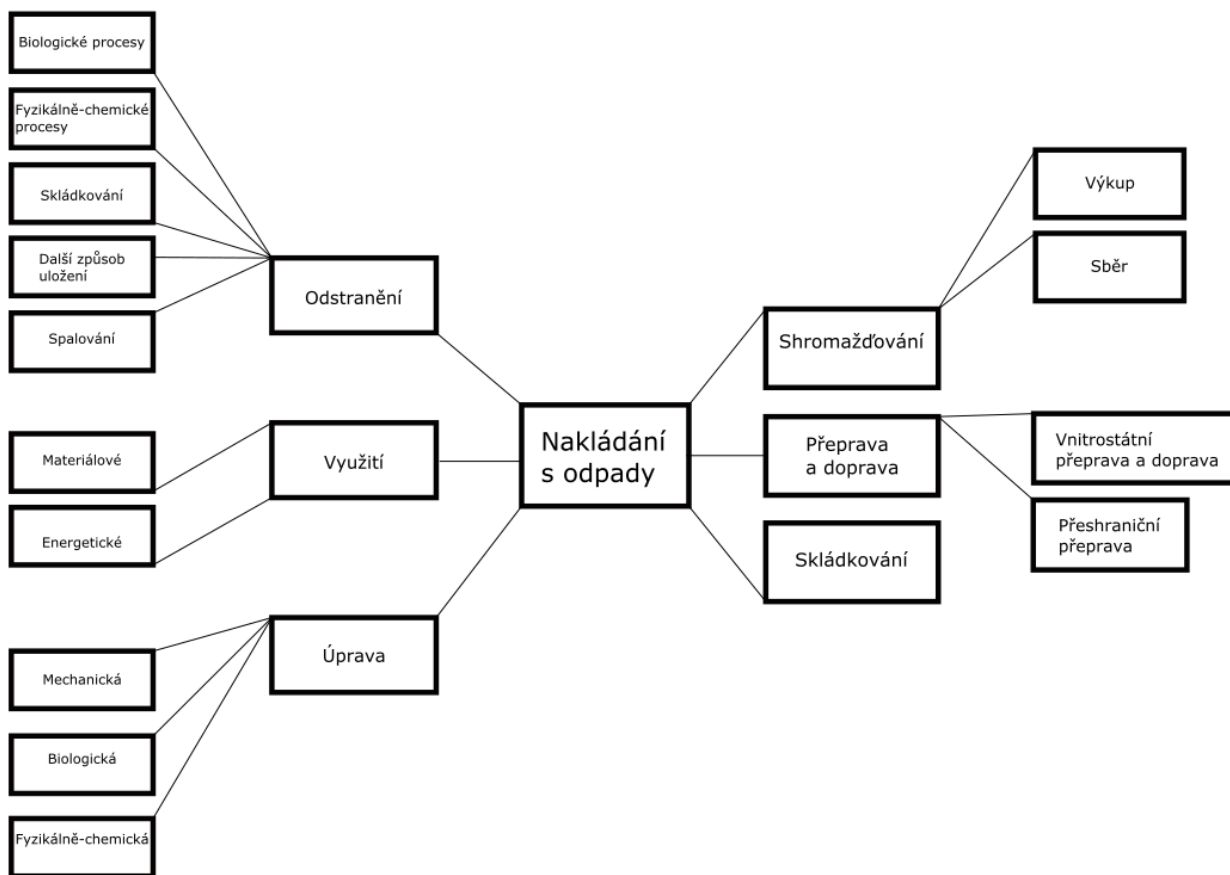 Biologické procesy
Fyzikálně-chemické
procesy
Skládkování
Další způsob
uložení
Spalování
Odstranění
Materiálové
Energetické
Využití
Mechanická
Biologická
Fyzikálně-chemická
Úprava
Nakládání
s odpady
Shromažďování
Výkup
Sběr
Přeprava
a doprava
Vnitrostátní
přeprava a doprava
Přeshraniční
přeprava
Skládkování